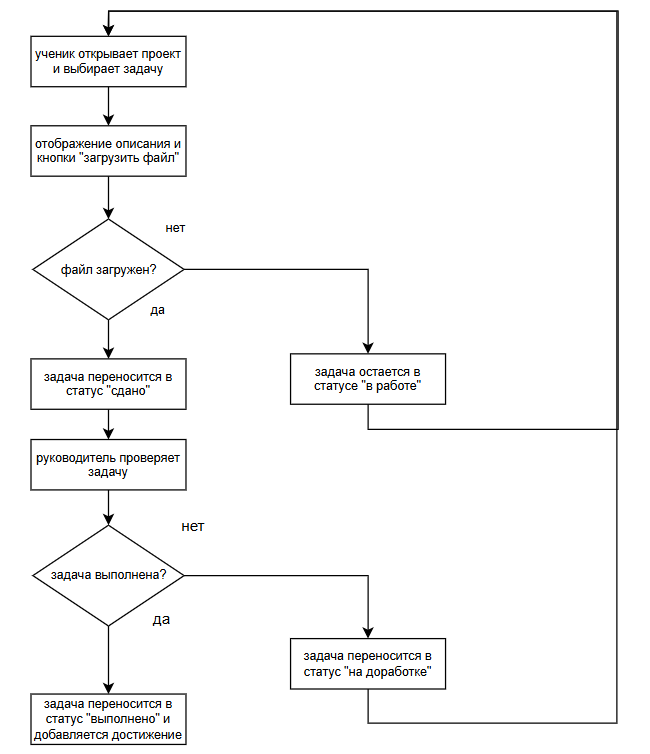 ученик открывает проект
и выбирает задачу
отображение описания и
кнопки "загрузить файл"
нет
файл загружен?
да
задача переносится в
статус "сдано"
задача остается в
статусе "в работе"
руководитель проверяет
задачу
нет
задача выполнена?
да
задача переносится в
статус "на доработке"
задача переносится в
статус "выполнено" и
добавляется достижение